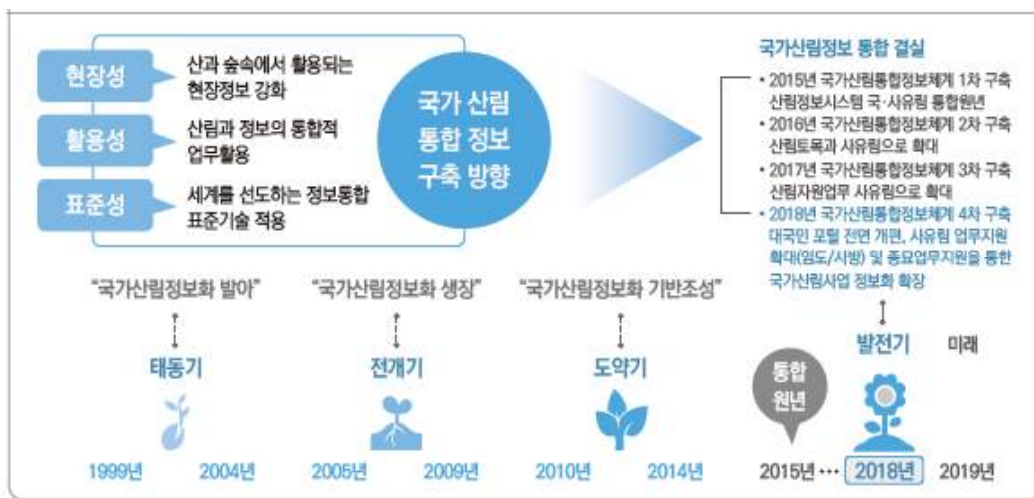 현장성
산과 숲속에서 활용되는
현장정보 강화
활용성
산림과 정보의 통합적
업무활용
표준성
세계를 선도하는 정보통합
표준기술 적용
국가 산림
통합 정보
구축 방향
국가산림정보 통합 결실
• 2015년 국가산림통합정보체계 1차 구축
산림정보시스템 국·사유림 통합원년
• 2016년 국가산림통합정보체계 2차 구축
산림토목과 사유림으로 확대
• 2017년 국가산림통합정보체계 3차 구축
산림자원업무 사유림으로 확대
• 2018년 국가산림통합정보체계 4차 구축
대국민 포털 전면 개편, 사유림 업무지원
확대(임도/사방) 및 종묘업무지원을 통한
국가산림사업 정보화 확장
“국가산림정보화 발아”
“국가산림정보화 생장”
“국가산림정보화 기반조성”
태동기
전개기
도약기
발전기
미래
통합
원년
1999년
2004년
2005년
2009년
2010년
2014년
2015년 ··· 2018년
2019년